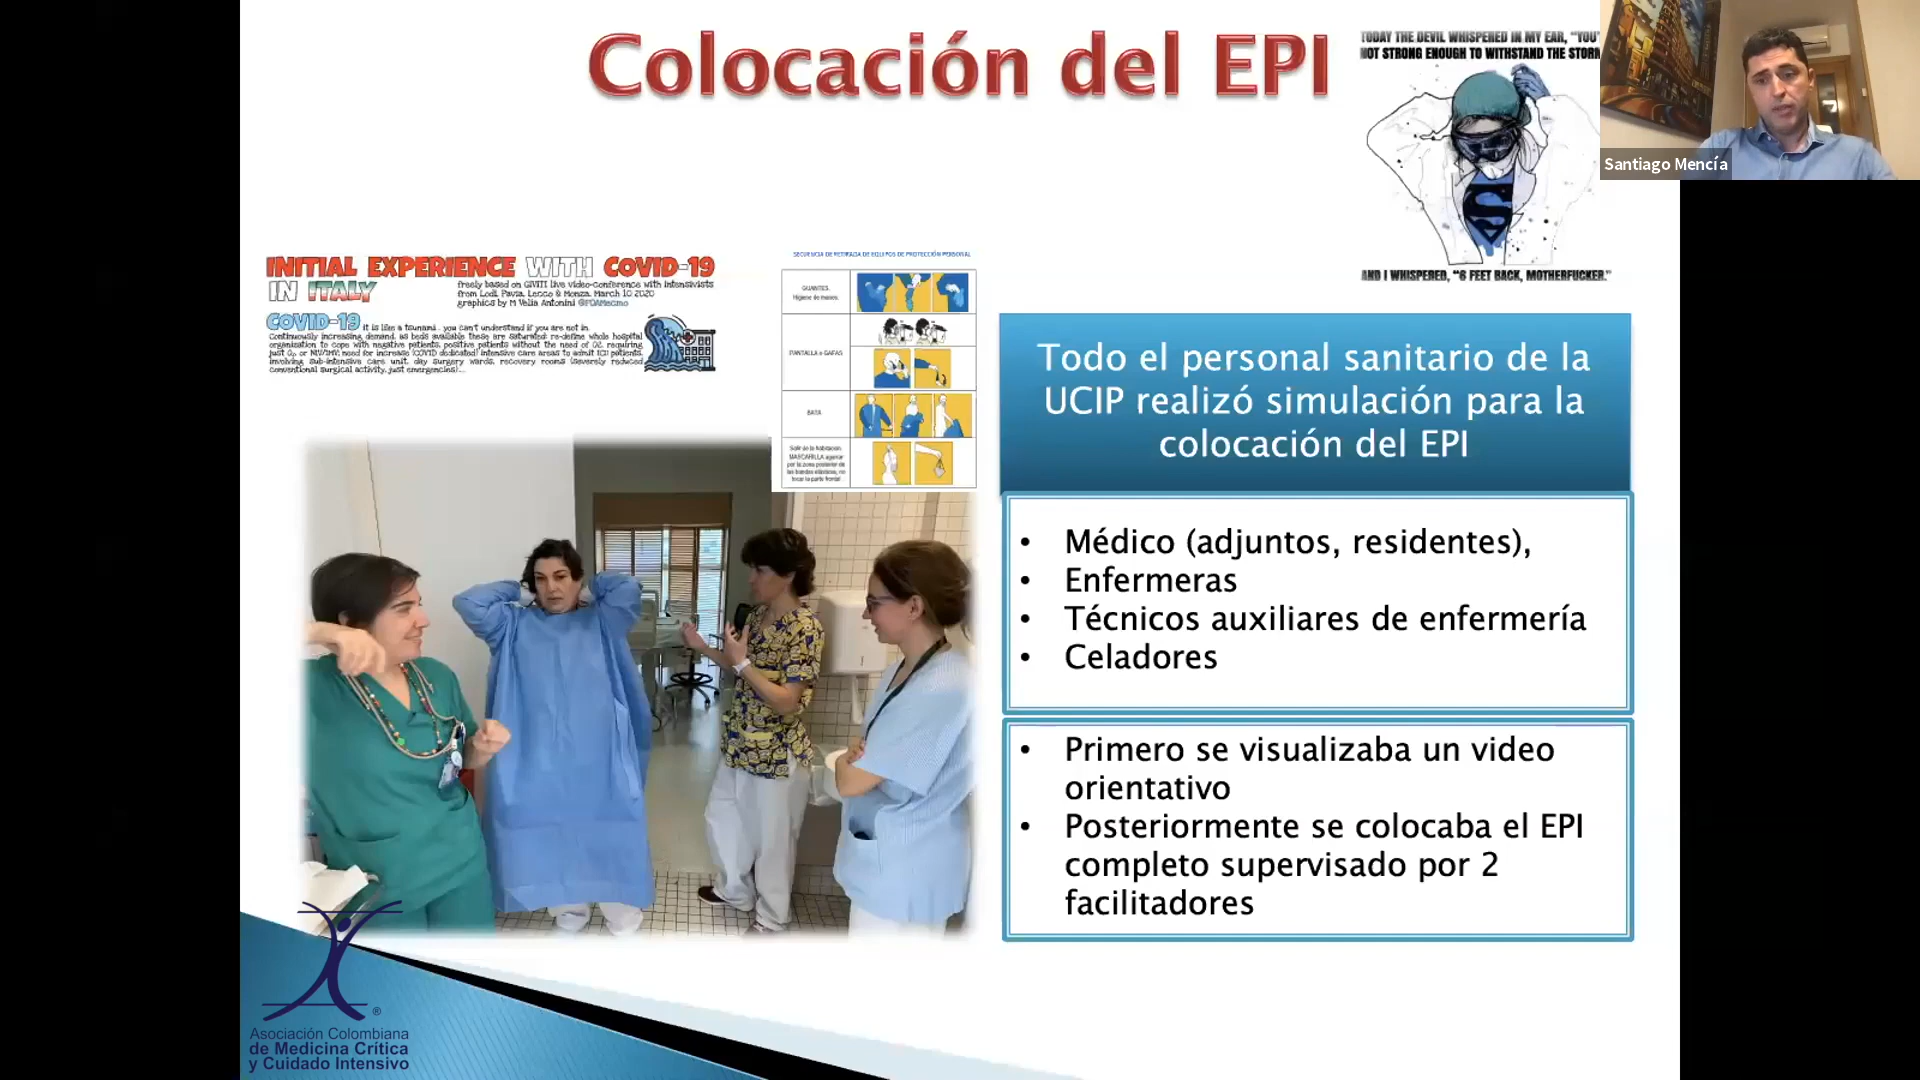 Colocación del EPI
TODAY THE DEVIL WHISPERED IN MY EAR, "YOU'
NOT STRONG ENOUGH TO WITHSTAND THE STORM
AND I WHISPERED, "6 FEET BACK, MOTHERFUCKER."
Santiago Mencía
INITIAL EXPERIENCE WITH COVID-19
IN ITALY
freely based on GiViTI live video-conference with intensivists
from Lodi, Pavia, Lecco & Monza, March 10 2020
graphics by M Velia Antonini @FOAMecmo
COVID-19 it is like a tsunami.. you can't understand if you are not in.
Continuously increasing demand, as beds available these are saturated: re-define whole hospital
organization to cope with negative patients, positive patients without the need of O2, requiring
just O2, or NIV/IMV; need for increase (COVID dedicated) intensive care areas to admit ICU patients,
involving sub-intensive care unit, day surgery wards, recovery rooms (severely reduced
conventional surgical activity, just emergencies)...
SECUENCIA DE RETIRADA DE EQUIPOS DE PROTECCIÓN PERSONAL
GUANTES.
Higiene de manos.
PANTALLA o GAFAS
BATA
Salir de la habitación.
MASCARILLA agarrar
por la zona posterior de
las bandas elásticas, no
tocar la parte frontal
Todo el personal sanitario de la
UCIP realizó simulación para la
colocación del EPI
• Médico (adjuntos, residentes),
• Enfermeras
• Técnicos auxiliares de enfermería
• Celadores
• Primero se visualizaba un video
orientativo
• Posteriormente se colocaba el EPI
completo supervisado por 2
facilitadores
®
Asociación Colombiana
de Medicina Crítica
y Cuidado Intensivo